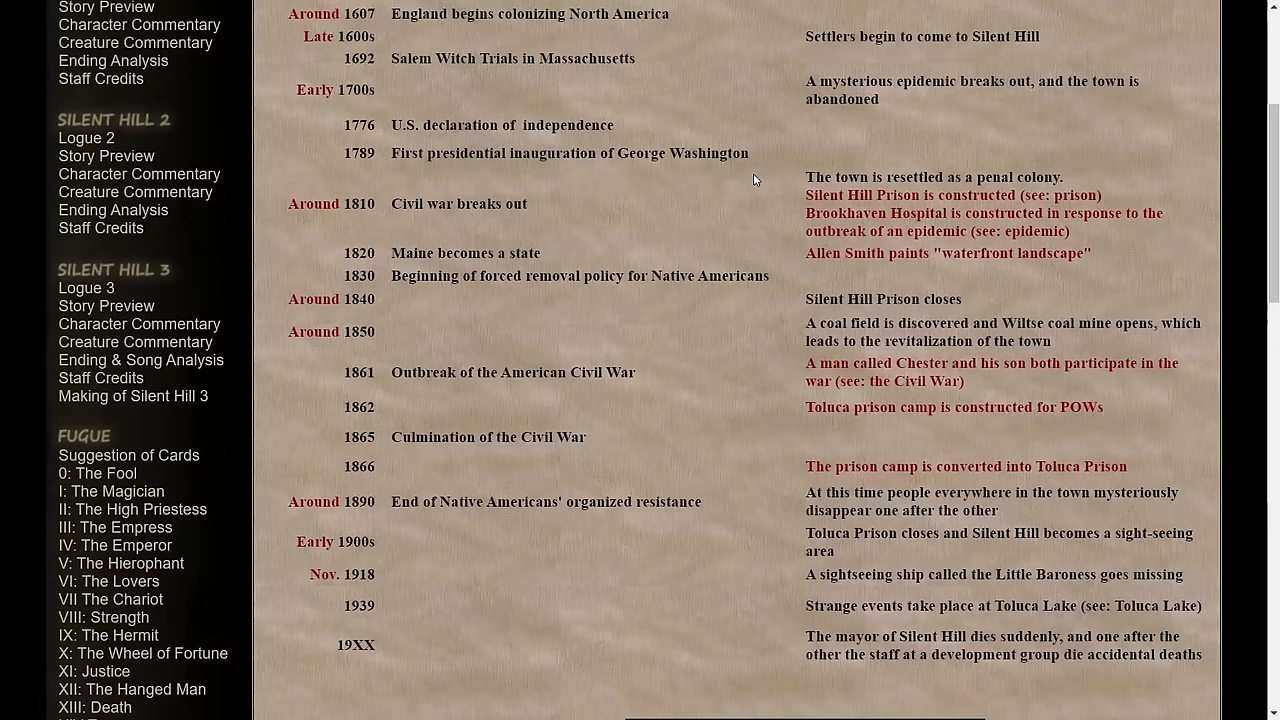 Story Preview
Character Commentary
Creature Commentary
Ending Analysis
Staff Credits
SILENT HILL 2
Logue 2
Story Preview
Character Commentary
Creature Commentary
Ending Analysis
Staff Credits
SILENT HILL 3
Logue 3
Story Preview
Character Commentary
Creature Commentary
Ending & Song Analysis
Staff Credits
Making of Silent Hill 3
FUGUE
Suggestion of Cards
0: The Fool
I: The Magician
II: The High Priestess
III: The Empress
IV: The Emperor
V: The Hierophant
VI: The Lovers
VII The Chariot
VIII: Strength
IX: The Hermit
X: The Wheel of Fortune
XI: Justice
XII: The Hanged Man
XIII: Death
Around 1607 England begins colonizing North America
Late 1600s Settlers begin to come to Silent Hill
1692 Salem Witch Trials in Massachusetts
Early 1700s A mysterious epidemic breaks out, and the town is
abandoned
1776 U.S. declaration of independence
1789 First presidential inauguration of George Washington
The town is resettled as a penal colony.
Silent Hill Prison is constructed (see: prison)
Around 1810 Civil war breaks out
Brookhaven Hospital is constructed in response to the
outbreak of an epidemic (see: epidemic)
1820 Maine becomes a state Allen Smith paints "waterfront landscape"
1830 Beginning of forced removal policy for Native Americans
Around 1840 Silent Hill Prison closes
Around 1850 A coal field is discovered and Wiltse coal mine opens, which
leads to the revitalization of the town
1861 Outbreak of the American Civil War A man called Chester and his son both participate in the
war (see: the Civil War)
1862 Toluca prison camp is constructed for POWs
1865 Culmination of the Civil War
1866 The prison camp is converted into Toluca Prison
Around 1890 End of Native Americans' organized resistance At this time people everywhere in the town mysteriously
disappear one after the other
Early 1900s Toluca Prison closes and Silent Hill becomes a sight-seeing
area
Nov. 1918 A sightseeing ship called the Little Baroness goes missing
1939 Strange events take place at Toluca Lake (see: Toluca Lake)
19XX The mayor of Silent Hill dies suddenly, and one after the
other the staff at a development group die accidental deaths